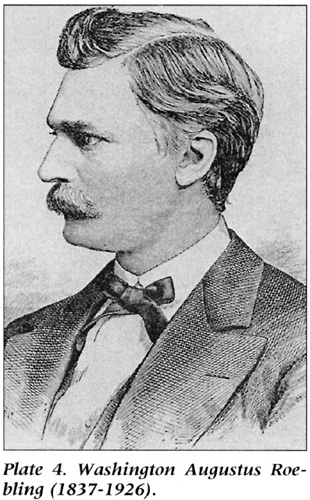 Plate 4. Washington Augustus Roe-
bling (1837-1926).